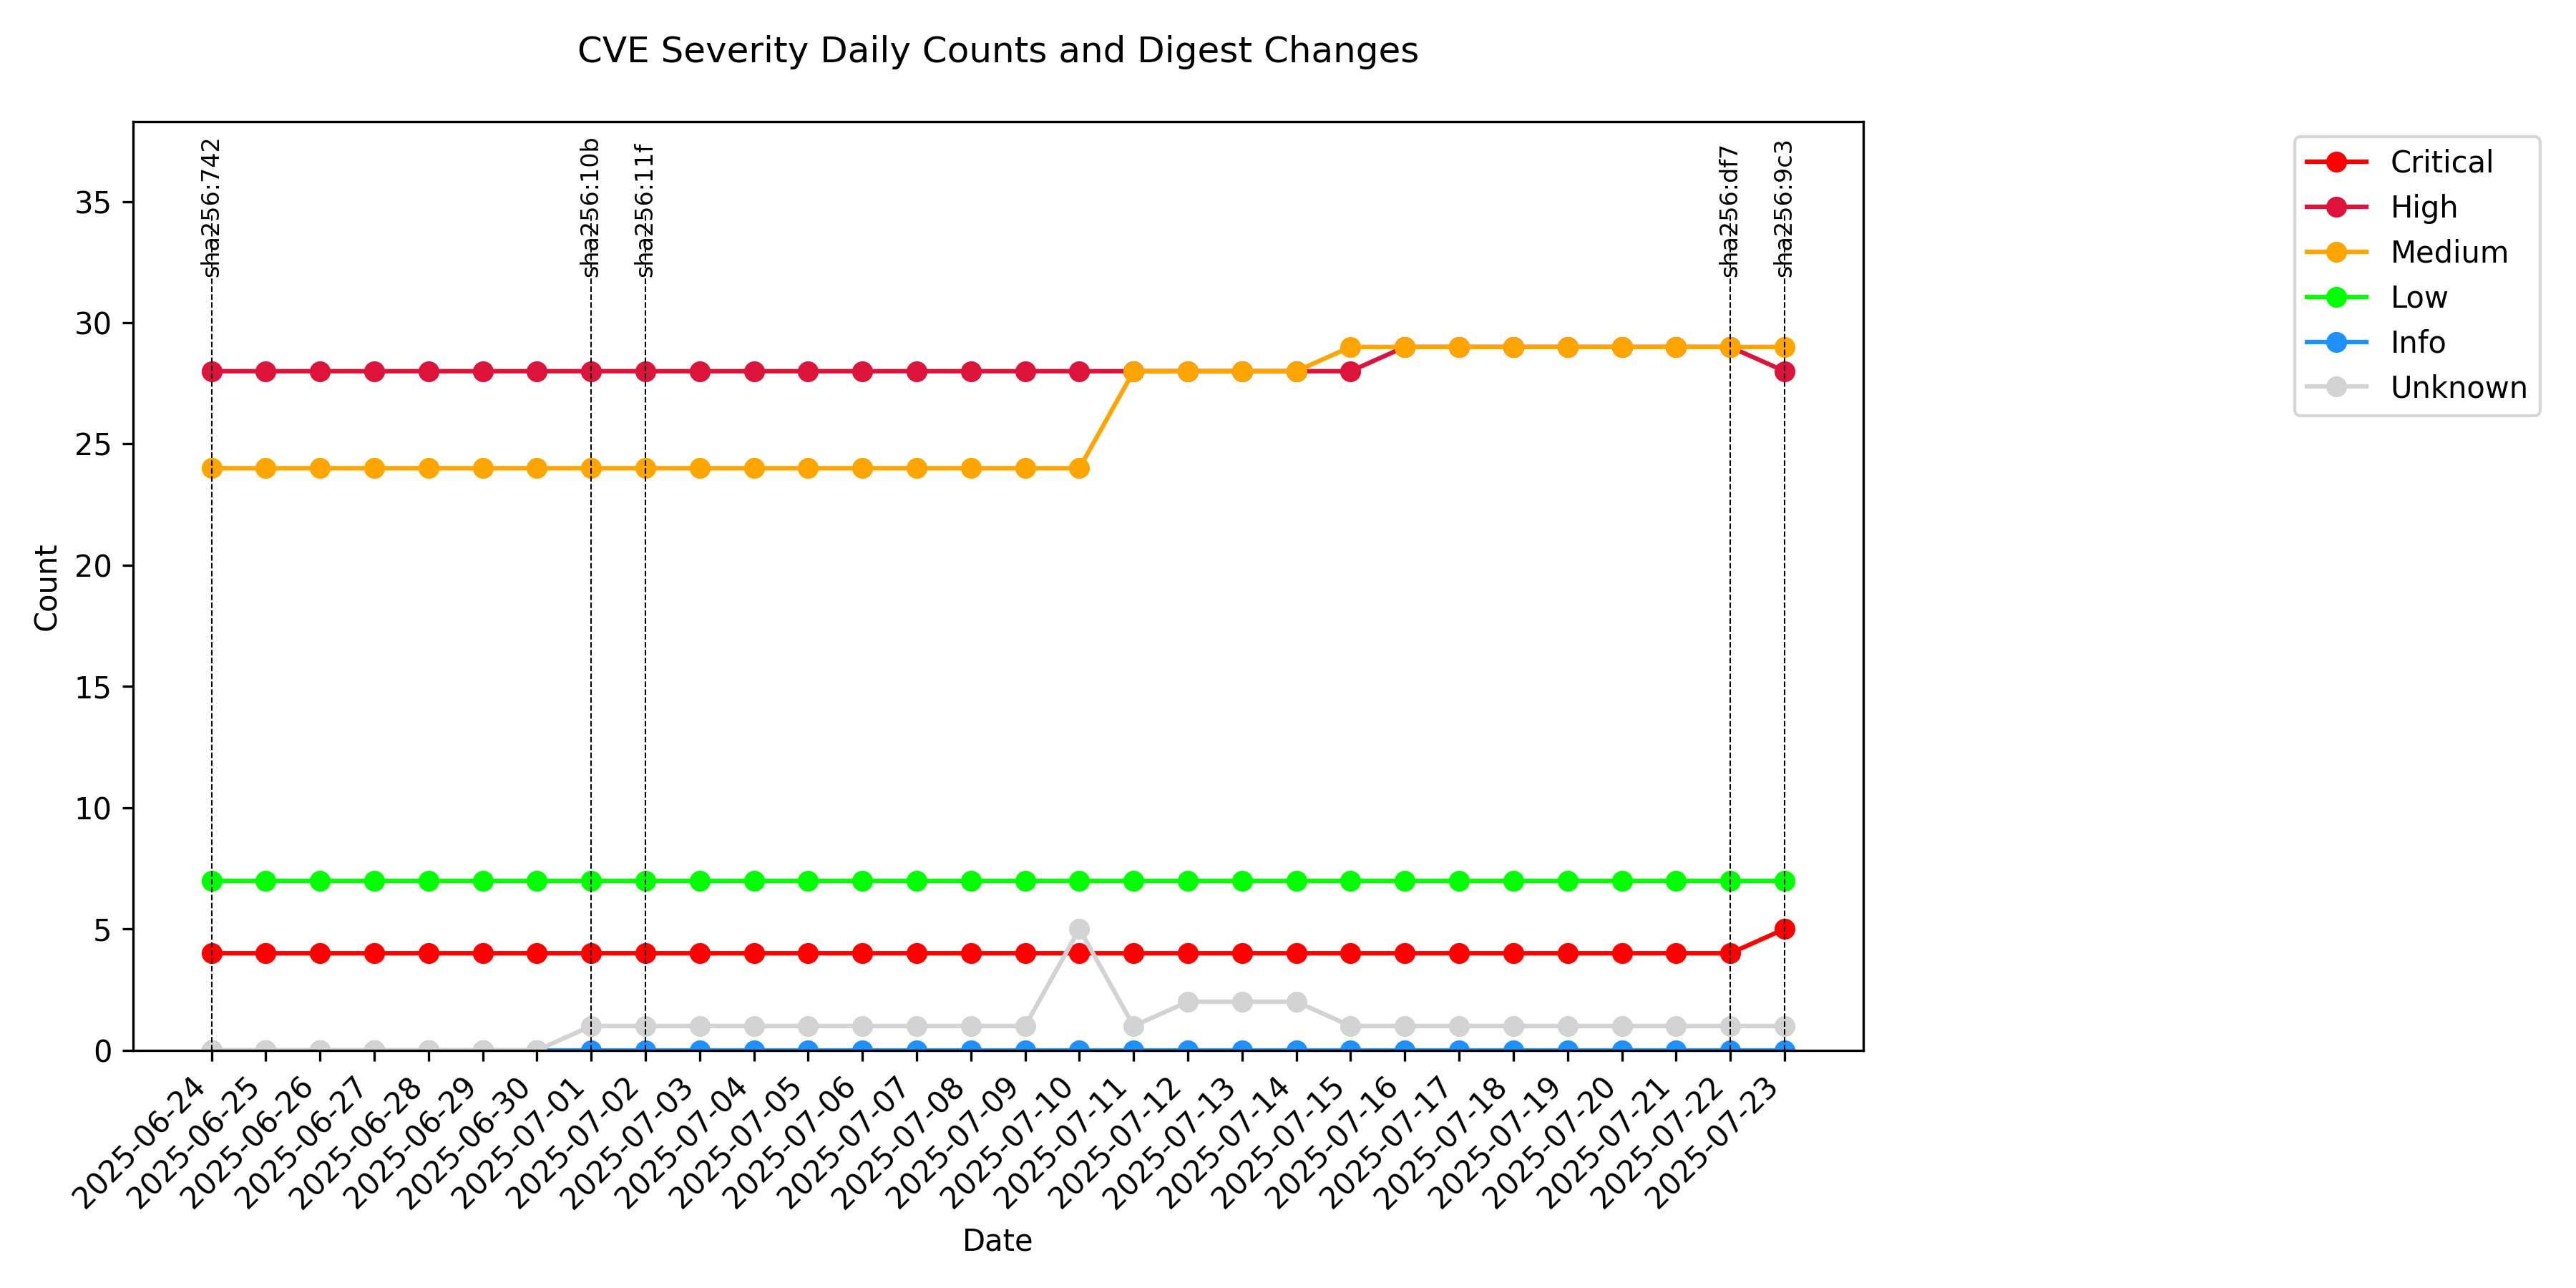 CVE Severity Daily Counts and Digest Changes
sha256:742
sha256:10b
sha256:11f
sha256:df7
sha256:9c3
Critical
High
Medium
Low
Info
Unknown
35
30
25
20
15
10
5
0
Count
2025-06-24
2025-06-25
2025-06-26
2025-06-27
2025-06-28
2025-06-29
2025-06-30
2025-07-01
2025-07-02
2025-07-03
2025-07-04
2025-07-05
2025-07-06
2025-07-07
2025-07-08
2025-07-09
2025-07-10
2025-07-11
2025-07-12
2025-07-13
2025-07-14
2025-07-15
2025-07-16
2025-07-17
2025-07-18
2025-07-19
2025-07-20
2025-07-21
2025-07-22
2025-07-23
Date